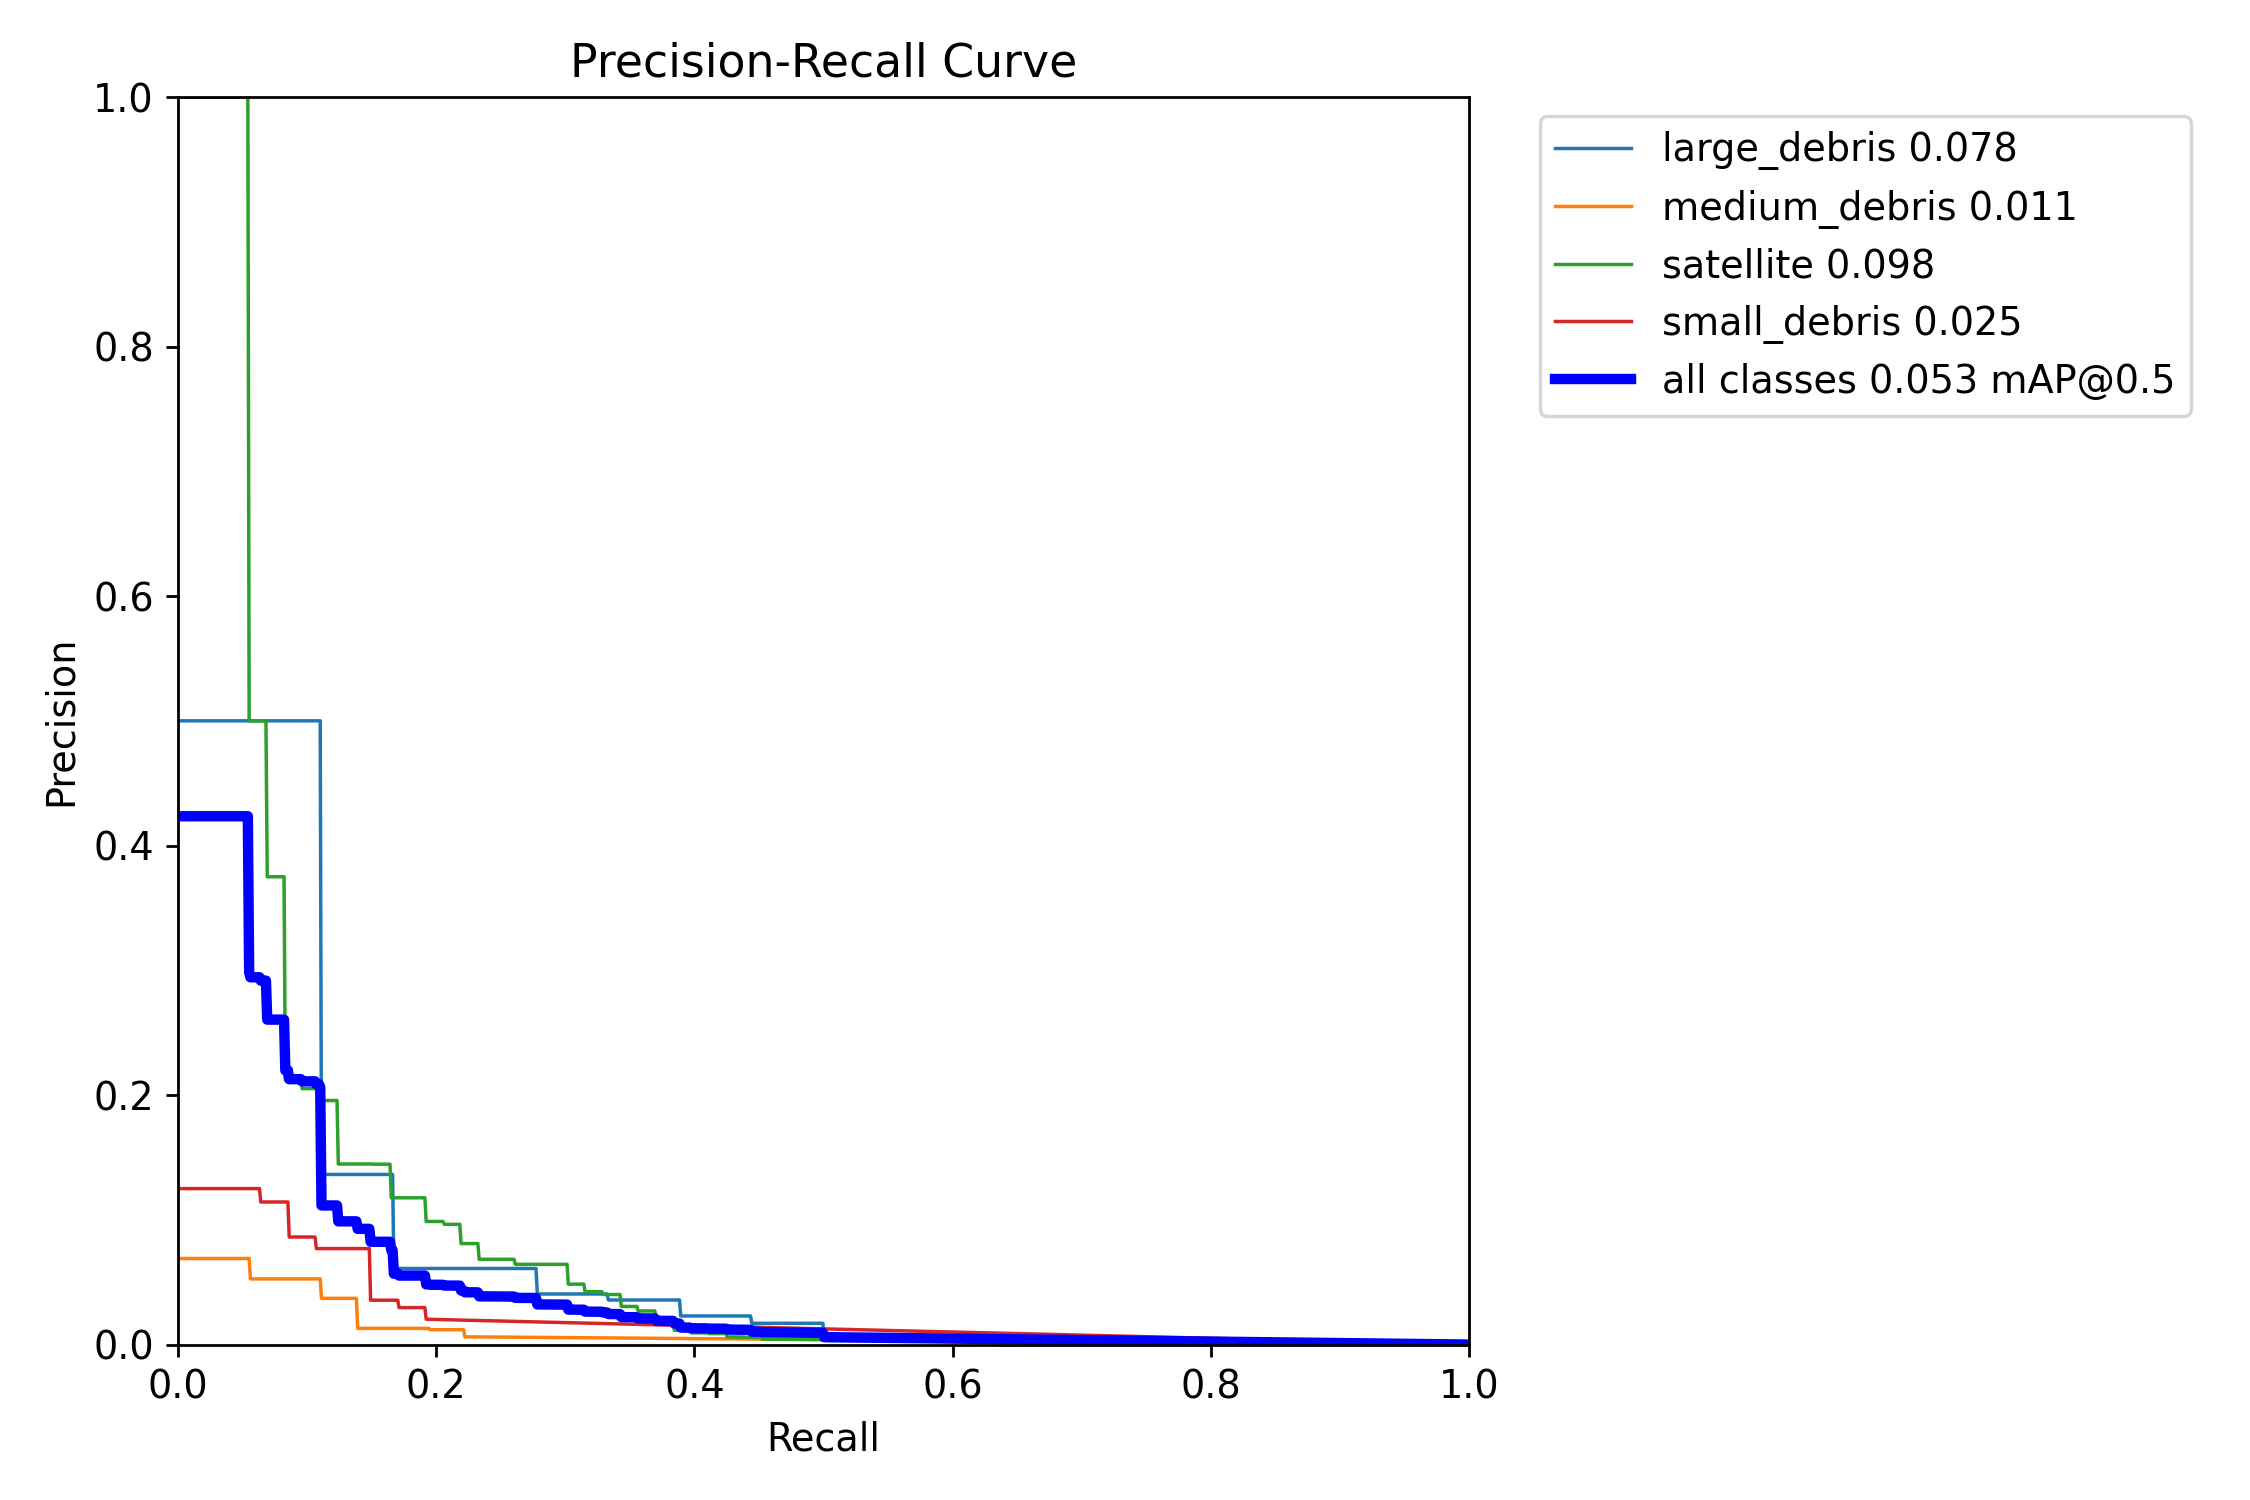 Precision-Recall Curve
1.0
0.8
0.6
0.4
0.2
0.0
Precision
0.0 0.2 0.4 0.6 0.8 1.0
Recall
large_debris 0.078
medium_debris 0.011
satellite 0.098
small_debris 0.025
all classes 0.053 mAP@0.5